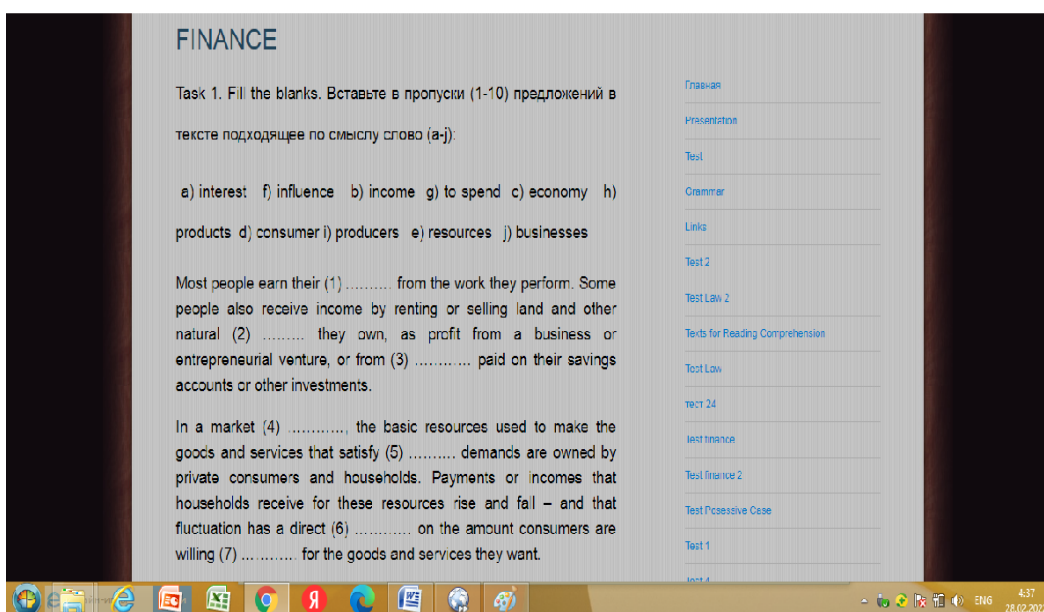 FINANCE
Task 1. Fill the blanks. Вставьте в пропуски (1-10) предложений в
тексте подходящее по смыслу слово (a-j):
a) interest f) influence b) income g) to spend c) economy h)
products d) consumer i) producers e) resources j) businesses
Most people earn their (1) .......... from the work they perform. Some
people also receive income by renting or selling land and other
natural (2) ......... they own, as profit from a business or
entrepreneurial venture, or from (3) ............ paid on their savings
accounts or other investments.
In a market (4) ............, the basic resources used to make the
goods and services that satisfy (5) .......... demands are owned by
private consumers and households. Payments or incomes that
households receive for these resources rise and fall – and that
fluctuation has a direct (6) ............ on the amount consumers are
willing (7) ............ for the goods and services they want.
Главная
Presentation
Test
Grammar
Links
Test 2
Test Law 2
Texts for Reading Comprehension
Test Law
тест 24
Test finance
Test finance 2
Test Posessive Case
Test 1
Test 4
ENG
4:37